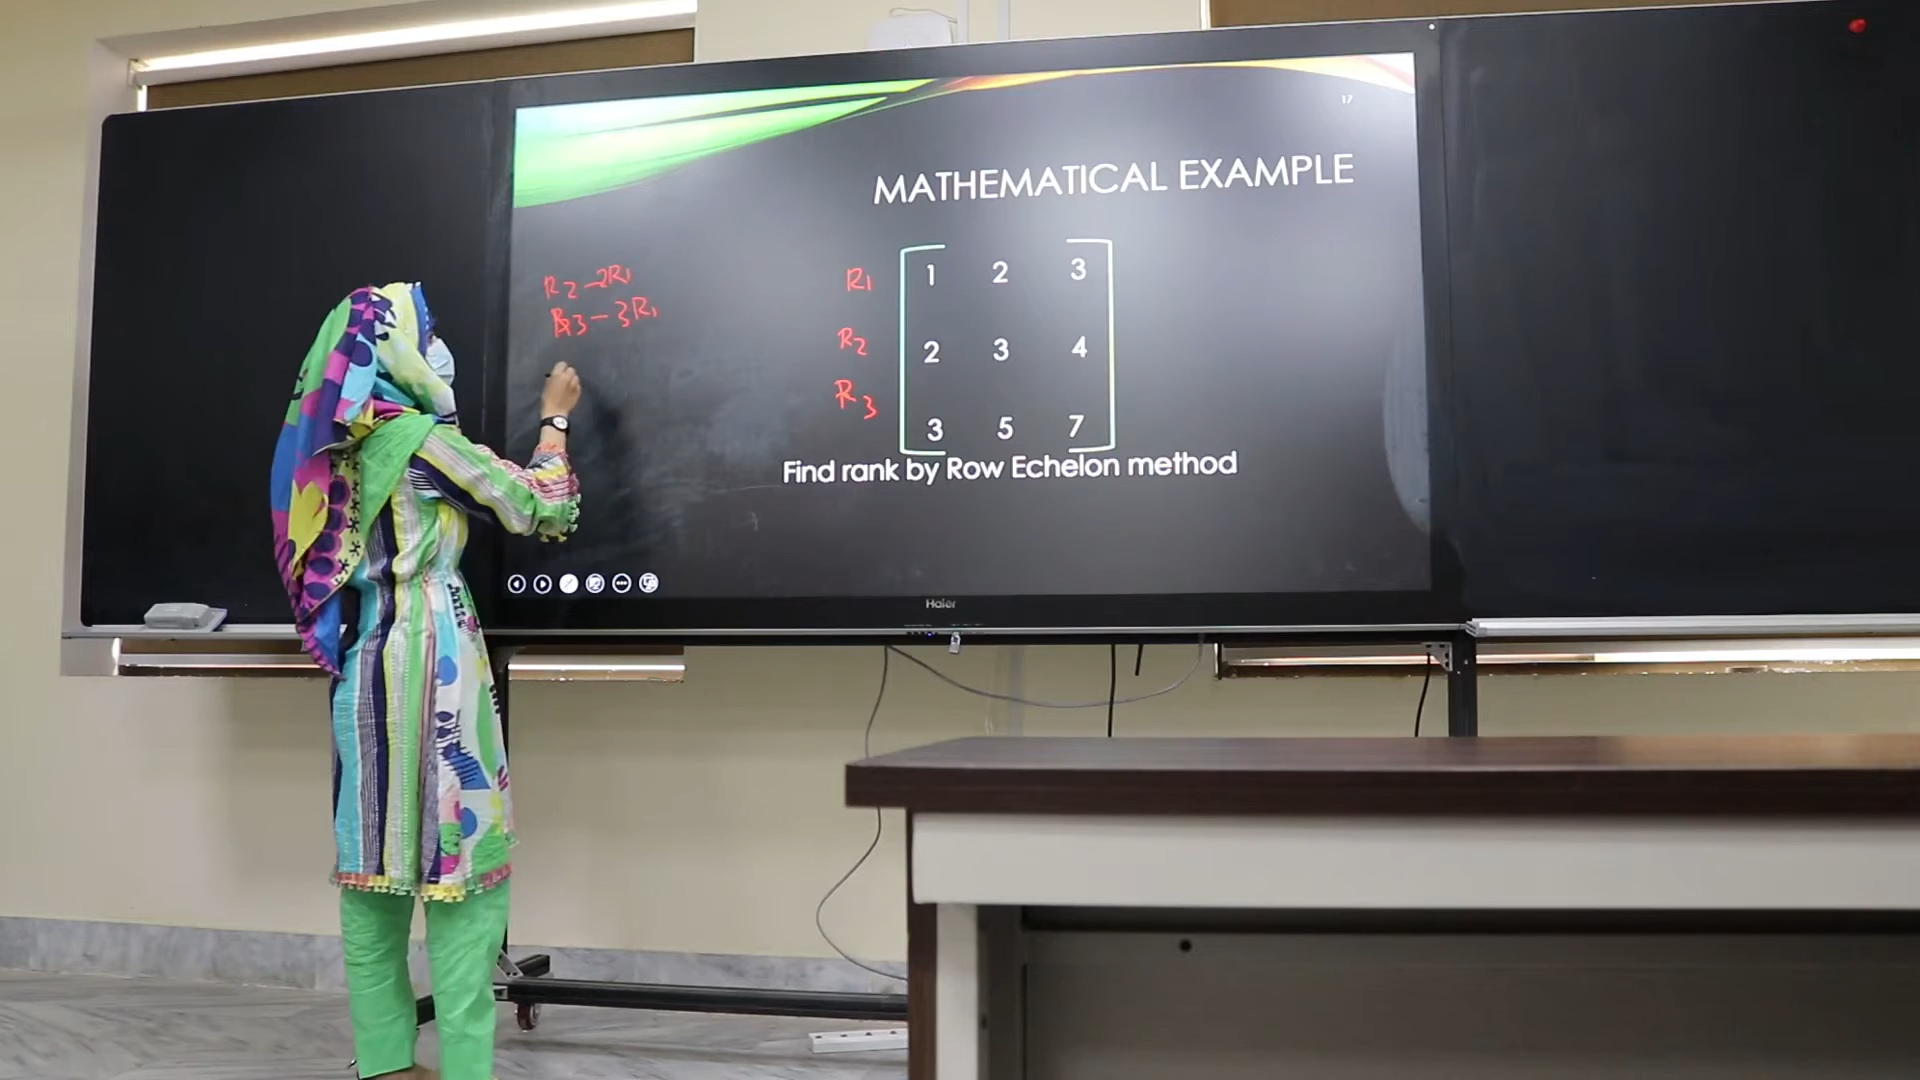 17
MATHEMATICAL EXAMPLE
R2-2R1
R3-3R1
R1 1 2 3
R2 2 3 4
R3 3 5 7
Find rank by Row Echelon method
Haier